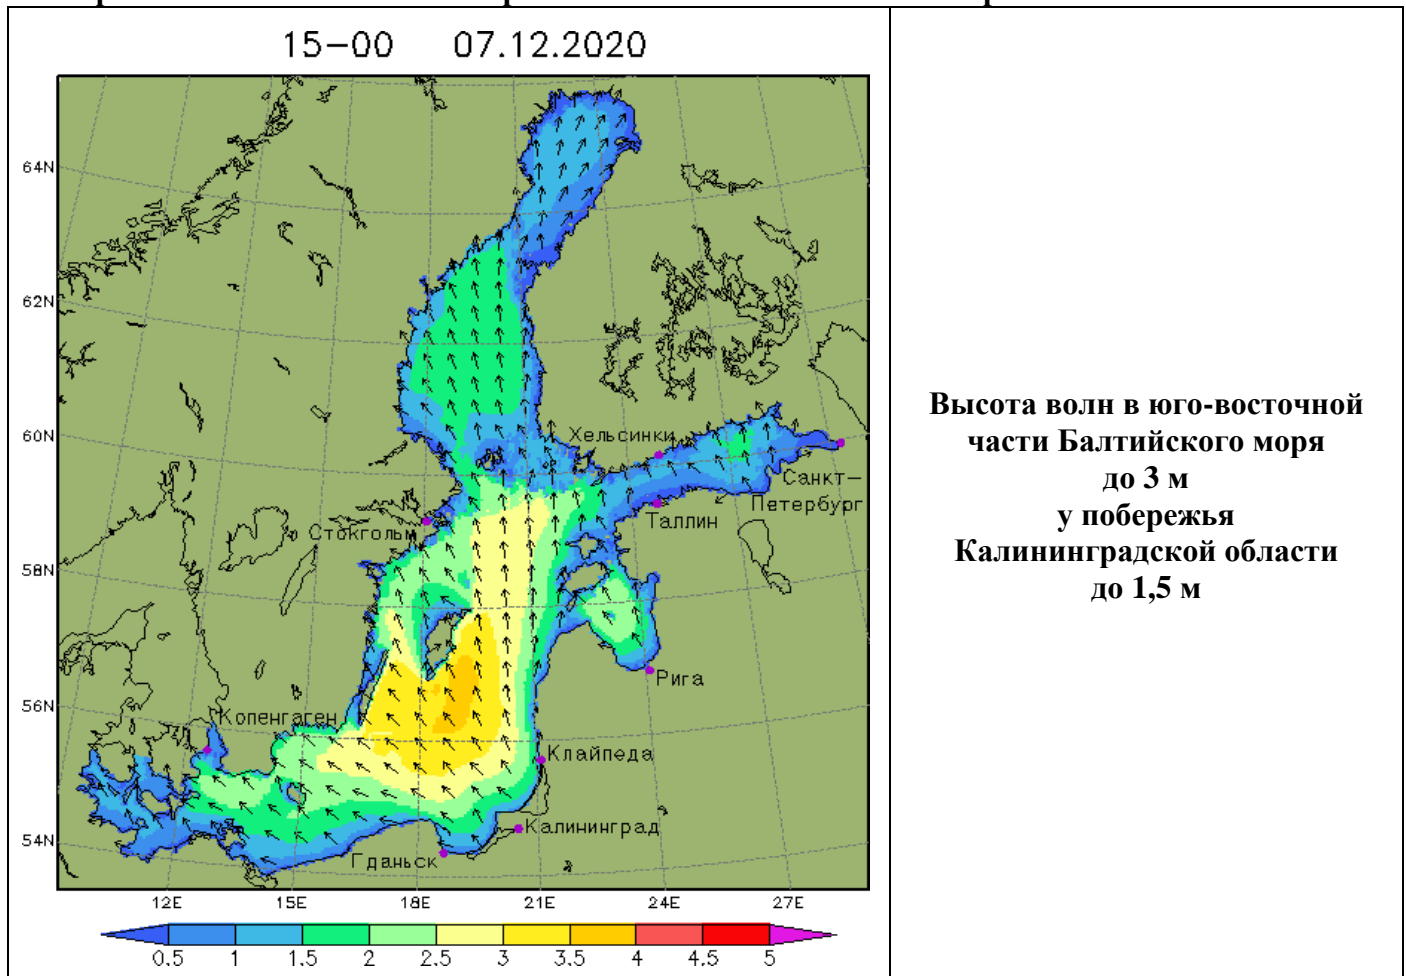 15-00 07.12.2020
64N
62N
60N
58N
56N
54N
12E 15E 18E 21E 24E 27E
Хельсинки
Санкт-
Петербург
Таллин
Стокгольм
Рига
Копенгаген
Клайпеда
Калининград
Гданьск
0.5 1 1.5 2 2.5 3 3.5 4 4.5 5
Высота волн в юго-восточной
части Балтийского моря
до 3 м
у побережья
Калининградской области
до 1,5 м